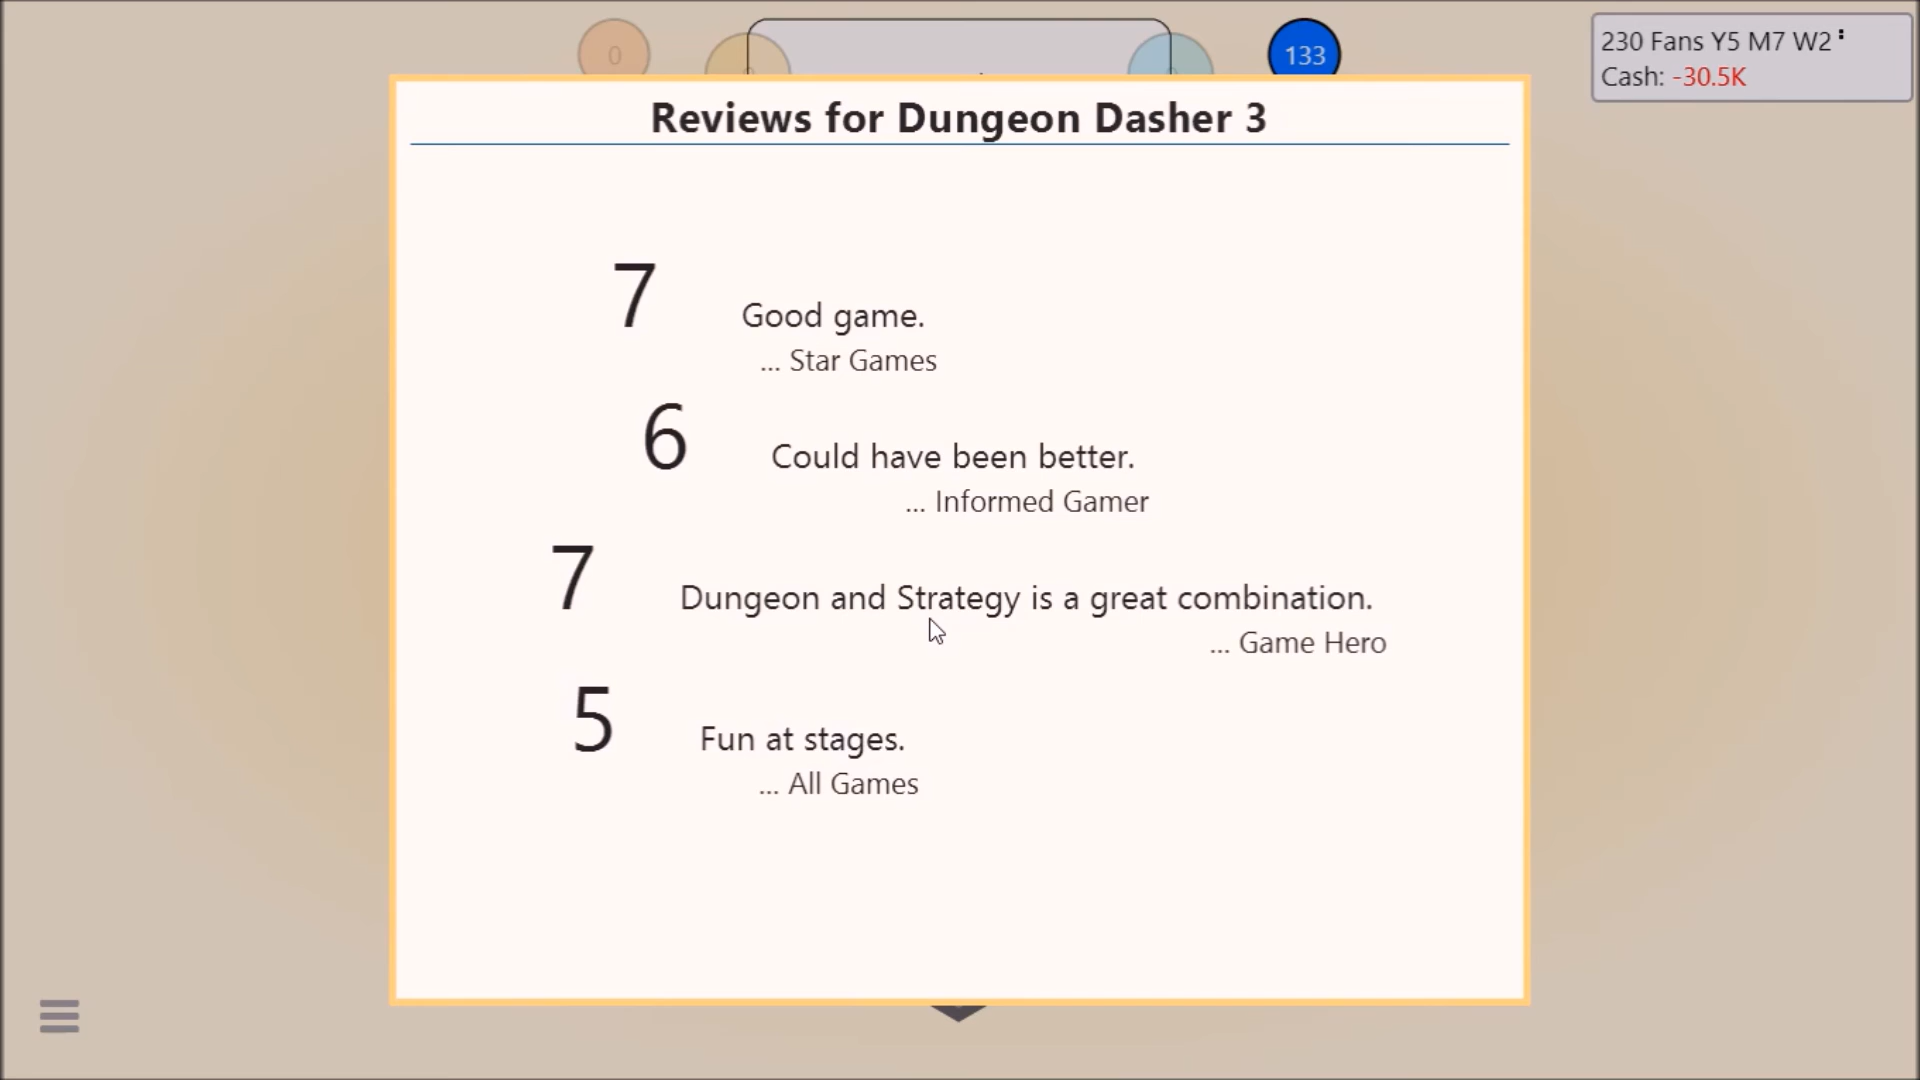 0
133
230 Fans Y5 M7 W2
Cash: -30.5K
Reviews for Dungeon Dasher 3
7
Good game.
... Star Games
6
Could have been better.
... Informed Gamer
7
Dungeon and Strategy is a great combination.
... Game Hero
5
Fun at stages.
... All Games